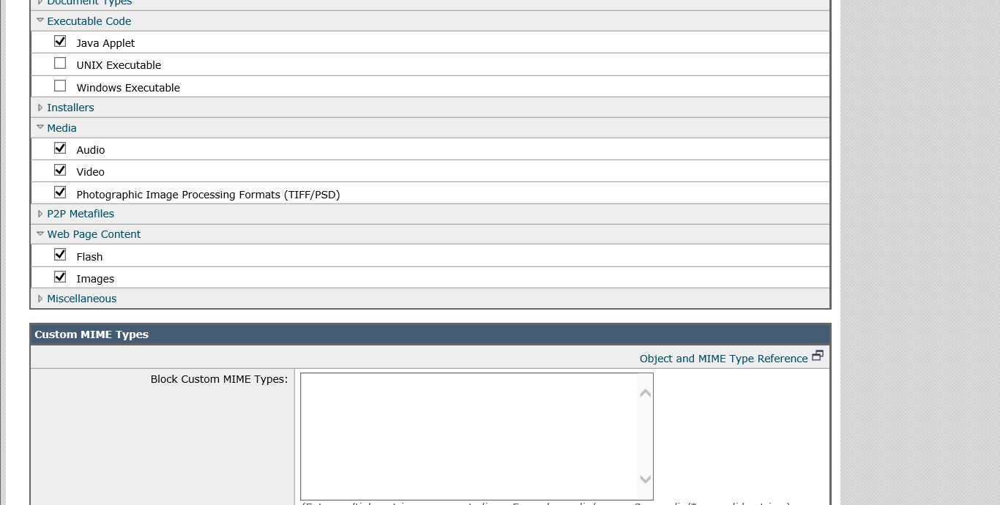 Document Types
Executable Code
Java Applet
UNIX Executable
Windows Executable
Installers
Media
Audio
Video
Photographic Image Processing Formats (TIFF/PSD)
P2P Metafiles
Web Page Content
Flash
Images
Miscellaneous
Custom MIME Types
Object and MIME Type Reference
Block Custom MIME Types: